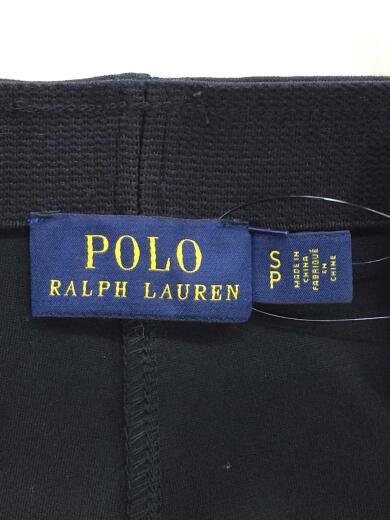 POLO
RALPH LAUREN
S
P
MADE IN
CHINA
FABRIQUÉ
EN
CHINE